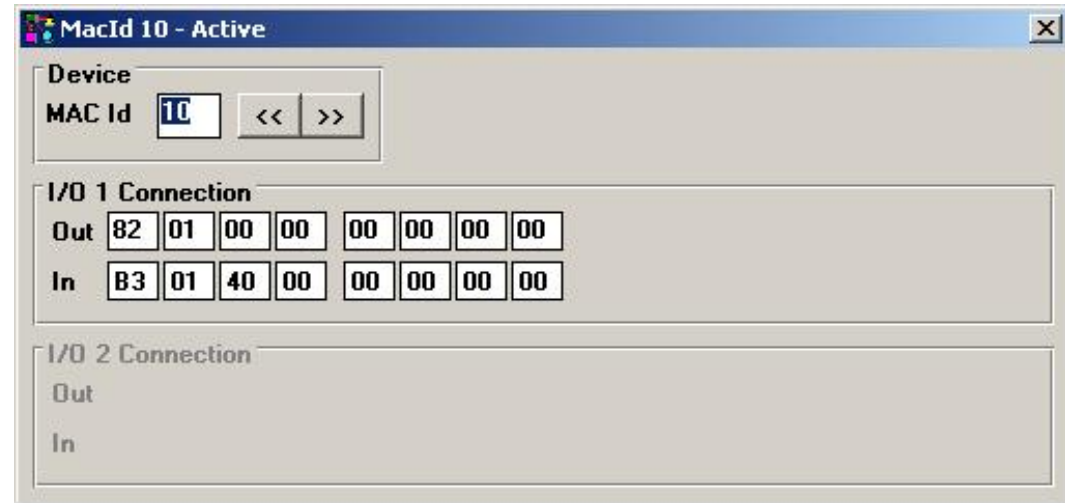 MacId 10 - Active
Device
MAC Id 10 << >>
I/O 1 Connection
Out 82 01 00 00 00 00 00 00
In B3 01 40 00 00 00 00 00
I/O 2 Connection
Out
In